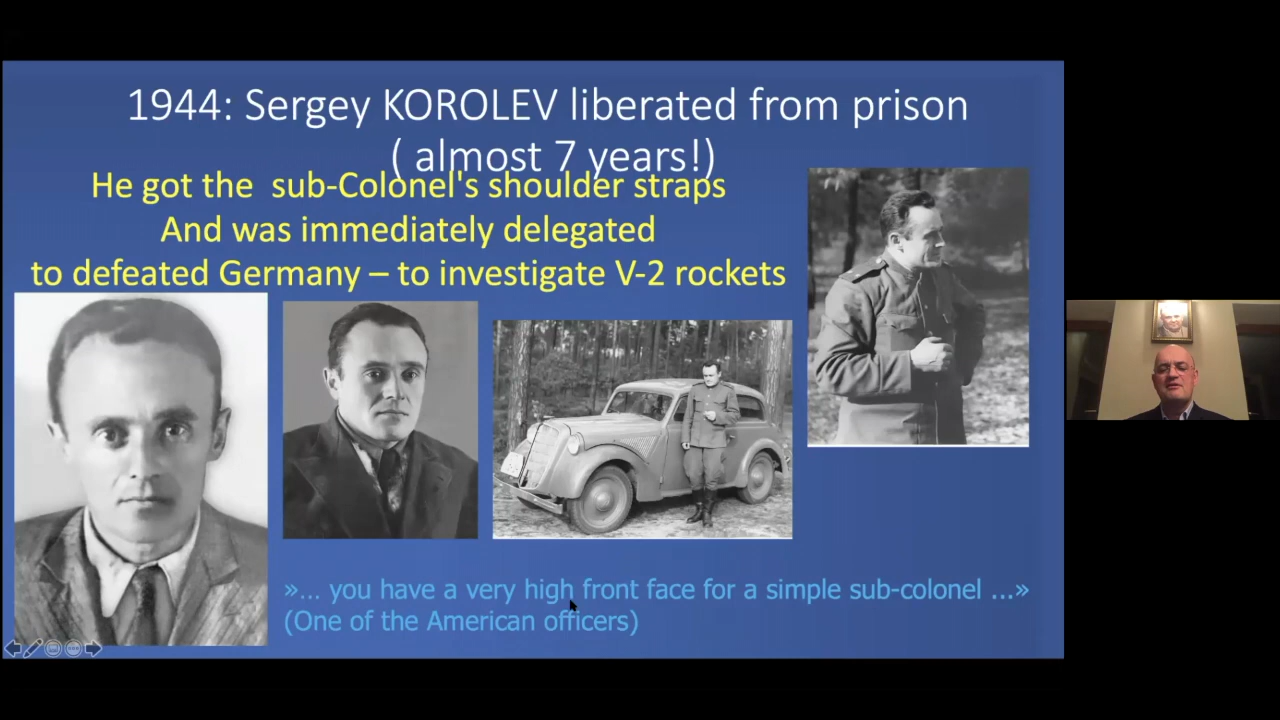 1944: Sergey KOROLEV liberated from prison
( almost 7 years!)
He got the sub-Colonel's shoulder straps
And was immediately delegated
to defeated Germany – to investigate V-2 rockets
»... you have a very high front face for a simple sub-colonel ...»
(One of the American officers)